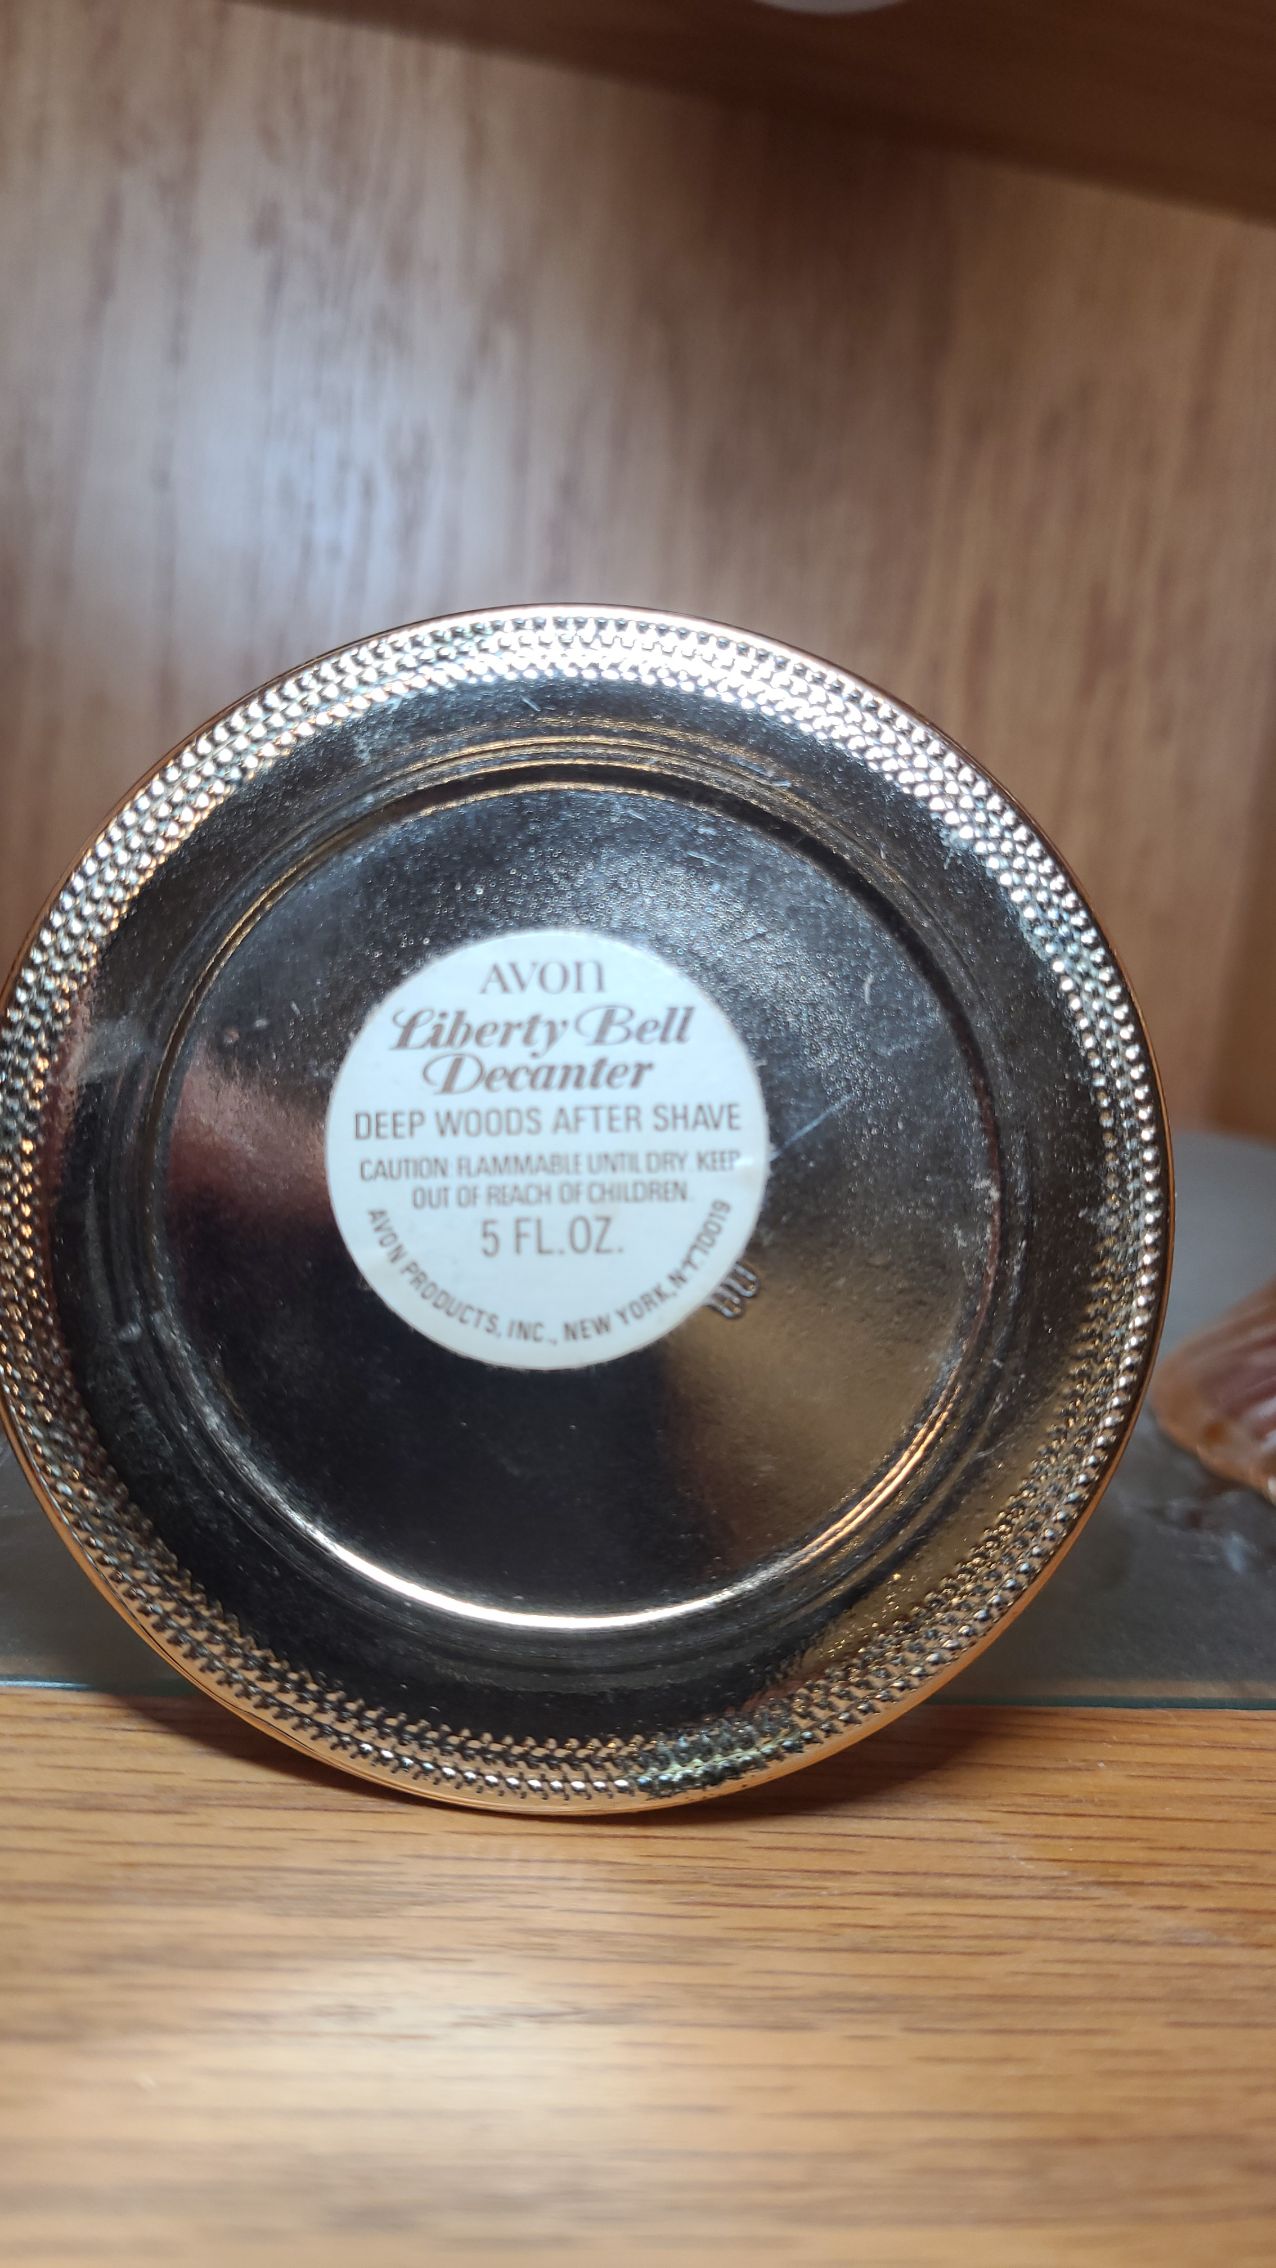 AVON
Liberty Bell
Decanter
DEEP WOODS AFTER SHAVE
CAUTION: FLAMMABLE UNTIL DRY. KEEP
OUT OF REACH OF CHILDREN.
5 FL.OZ.
AVON PRODUCTS, INC., NEW YORK, N.Y. 10019